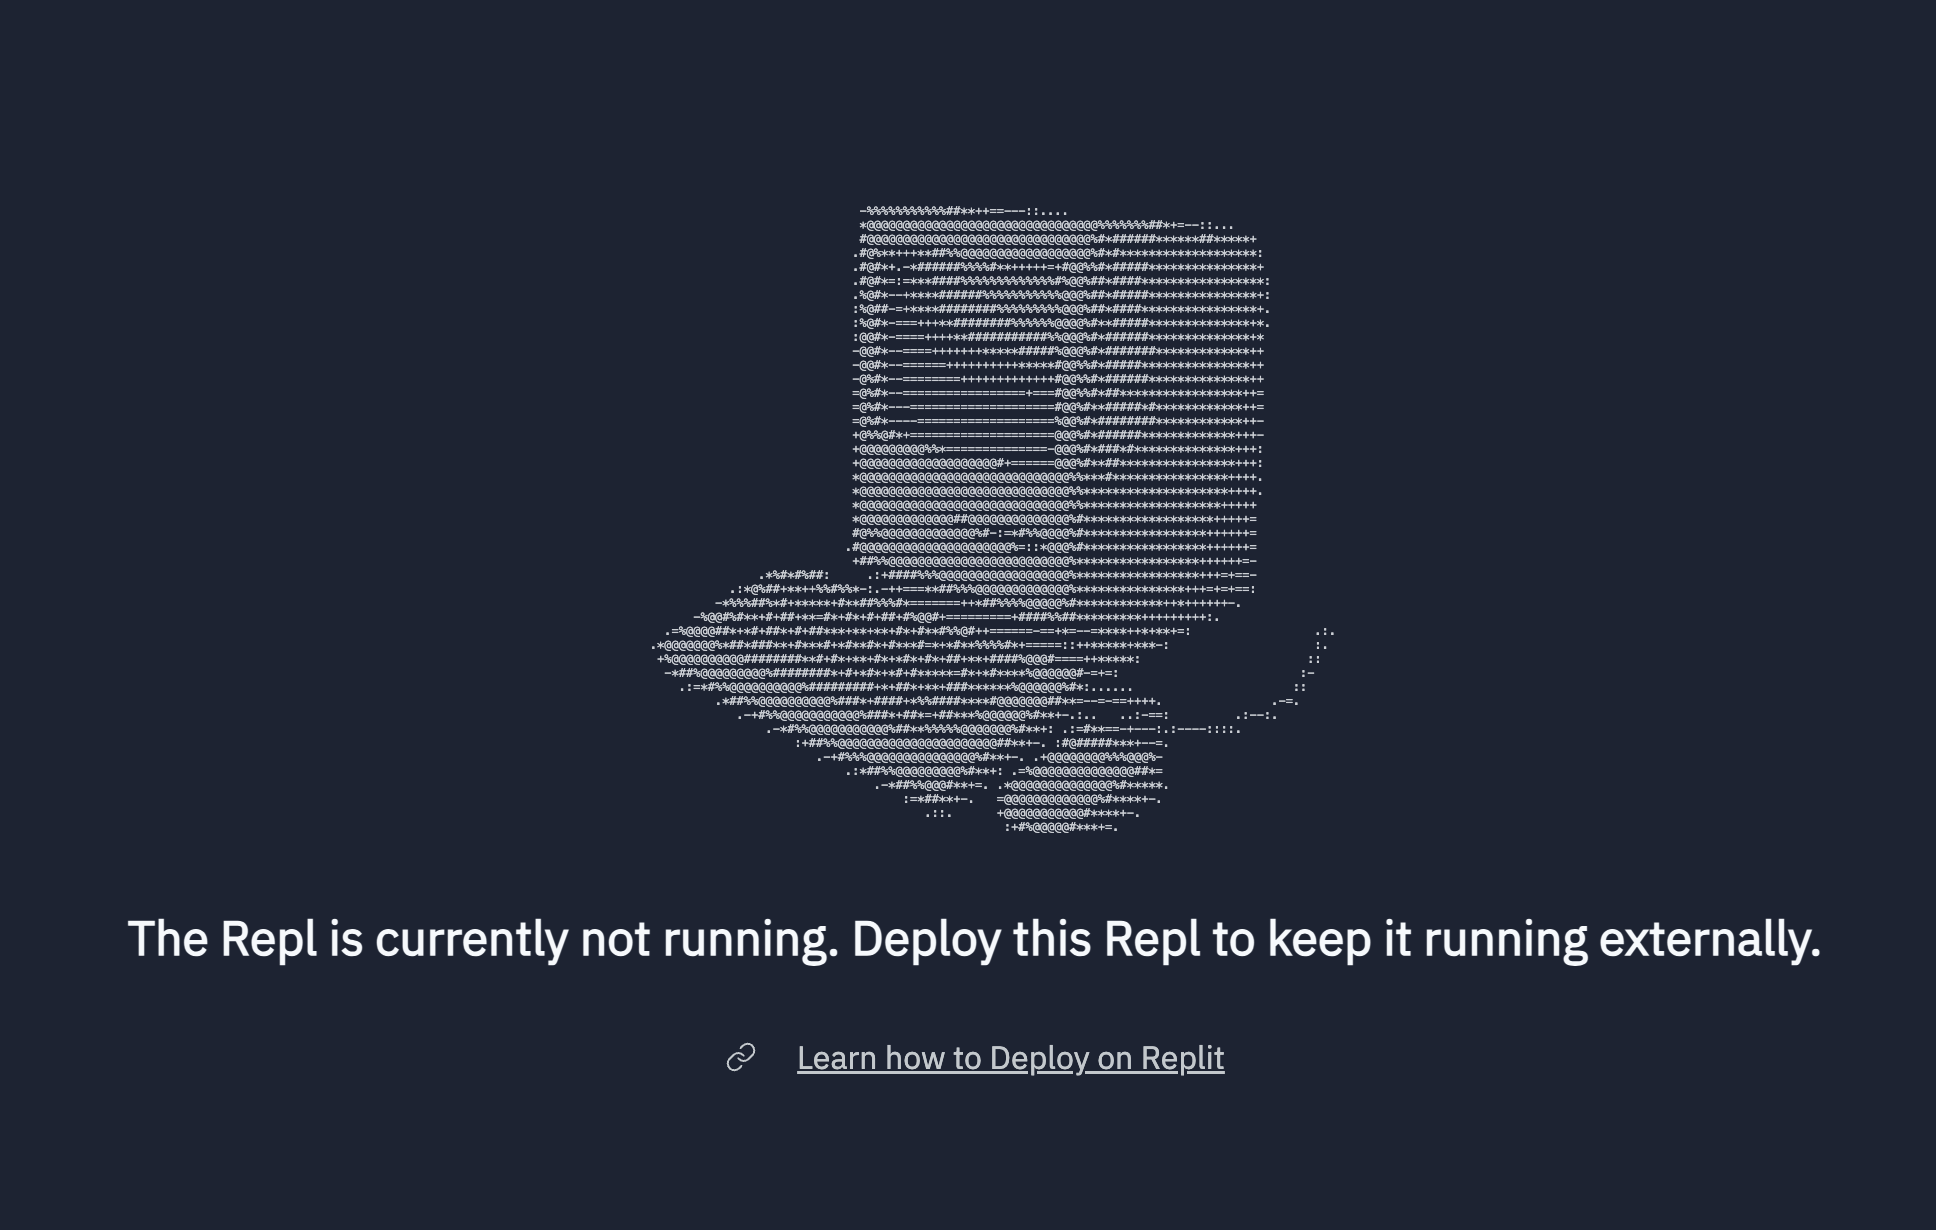 The Repl is currently not running. Deploy this Repl to keep it running externally.
Learn how to Deploy on Replit